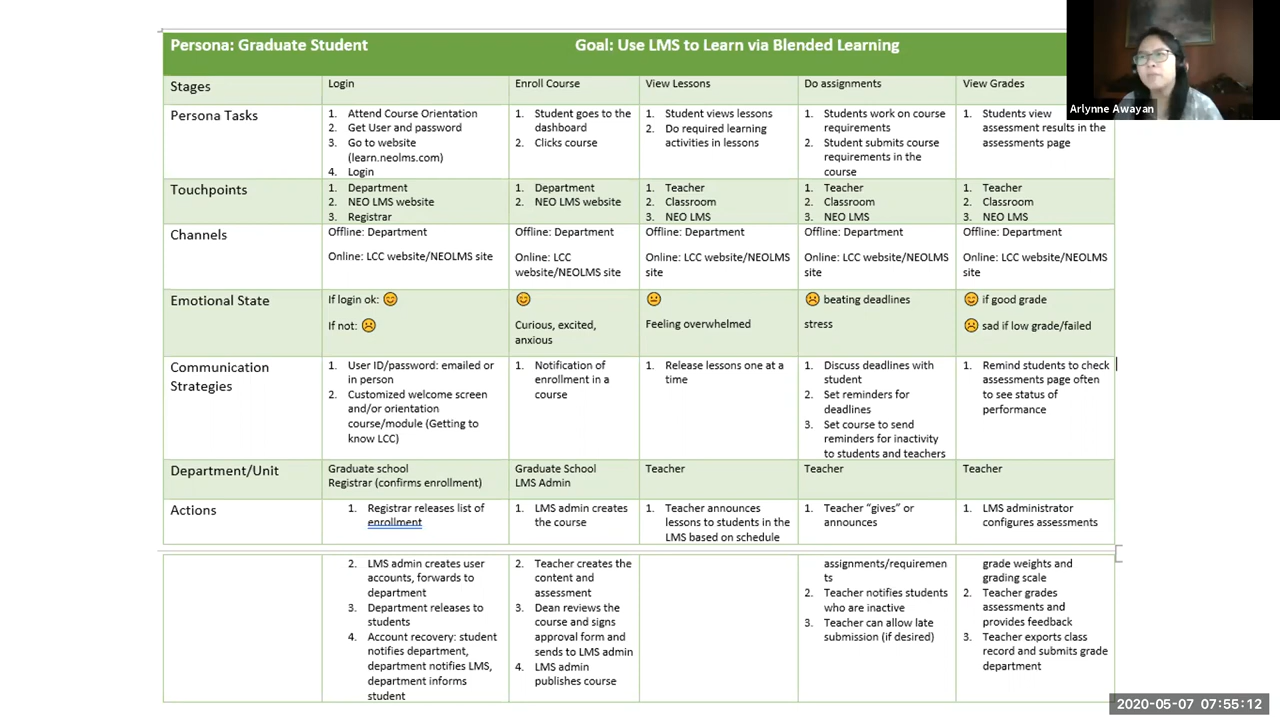 Persona: Graduate Student
Goal: Use LMS to Learn via Blended Learning
Arlynne Awayan
Stages
Login
Enroll Course
View Lessons
Do assignments
View Grades
Persona Tasks
1. Attend Course Orientation
2. Get User and password
3. Go to website
(learn.neolms.com)
4. Login
1. Student goes to the
dashboard
2. Clicks course
1. Student views lessons
2. Do required learning
activities in lessons
1. Students work on course
requirements
2. Student submits course
requirements in the
course
1. Students view
assessment results in the
assessments page
Touchpoints
1. Department
2. NEO LMS website
3. Registrar
1. Department
2. NEO LMS website
1. Teacher
2. Classroom
3. NEO LMS
1. Teacher
2. Classroom
3. NEO LMS
1. Teacher
2. Classroom
3. NEO LMS
Channels
Offline: Department
Online: LCC website/NEOLMS site
Offline: Department
Online: LCC
website/NEOLMS site
Offline: Department
Online: LCC website/NEOLMS
site
Offline: Department
Online: LCC website/NEOLMS
site
Offline: Department
Online: LCC website/NEOLMS
site
Emotional State
If login ok:
If not:
Curious, excited,
anxious
Feeling overwhelmed
beating deadlines
stress
if good grade
sad if low grade/failed
Communication
Strategies
1. User ID/password: emailed or
in person
2. Customized welcome screen
and/or orientation
course/module (Getting to
know LCC)
1. Notification of
enrollment in a
course
1. Release lessons one at a
time
1. Discuss deadlines with
student
2. Set reminders for
deadlines
3. Set course to send
reminders for inactivity
to students and teachers
1. Remind students to check
assessments page often
to see status of
performance
Department/Unit
Graduate school
Registrar (confirms enrollment)
Graduate School
LMS Admin
Teacher
Teacher
Teacher
Actions
1. Registrar releases list of
enrollment
1. LMS admin creates
the course
1. Teacher announces
lessons to students in the
LMS based on schedule
1. Teacher “gives” or
announces
1. LMS administrator
configures assessments
2. LMS admin creates user
accounts, forwards to
department
3. Department releases to
students
4. Account recovery: student
notifies department,
department notifies LMS,
department informs
student
2. Teacher creates the
content and
assessment
3. Dean reviews the
course and signs
approval form and
sends to LMS admin
4. LMS admin
publishes course
assignments/requiremen
ts
2. Teacher notifies students
who are inactive
3. Teacher can allow late
submission (if desired)
grade weights and
grading scale
2. Teacher grades
assessments and
provides feedback
3. Teacher exports class
record and submits grade
department
2020-05-07 07:55:12